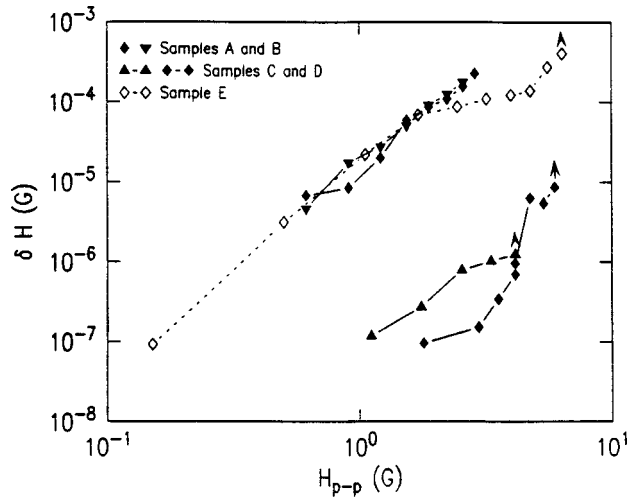 10⁻³
Samples A and B
Samples C and D
Sample E
10⁻⁴
10⁻⁵
δ H (G)
10⁻⁶
10⁻⁷
10⁻⁸
10⁻¹
10⁰
10¹
Hₚ₋ₚ (G)